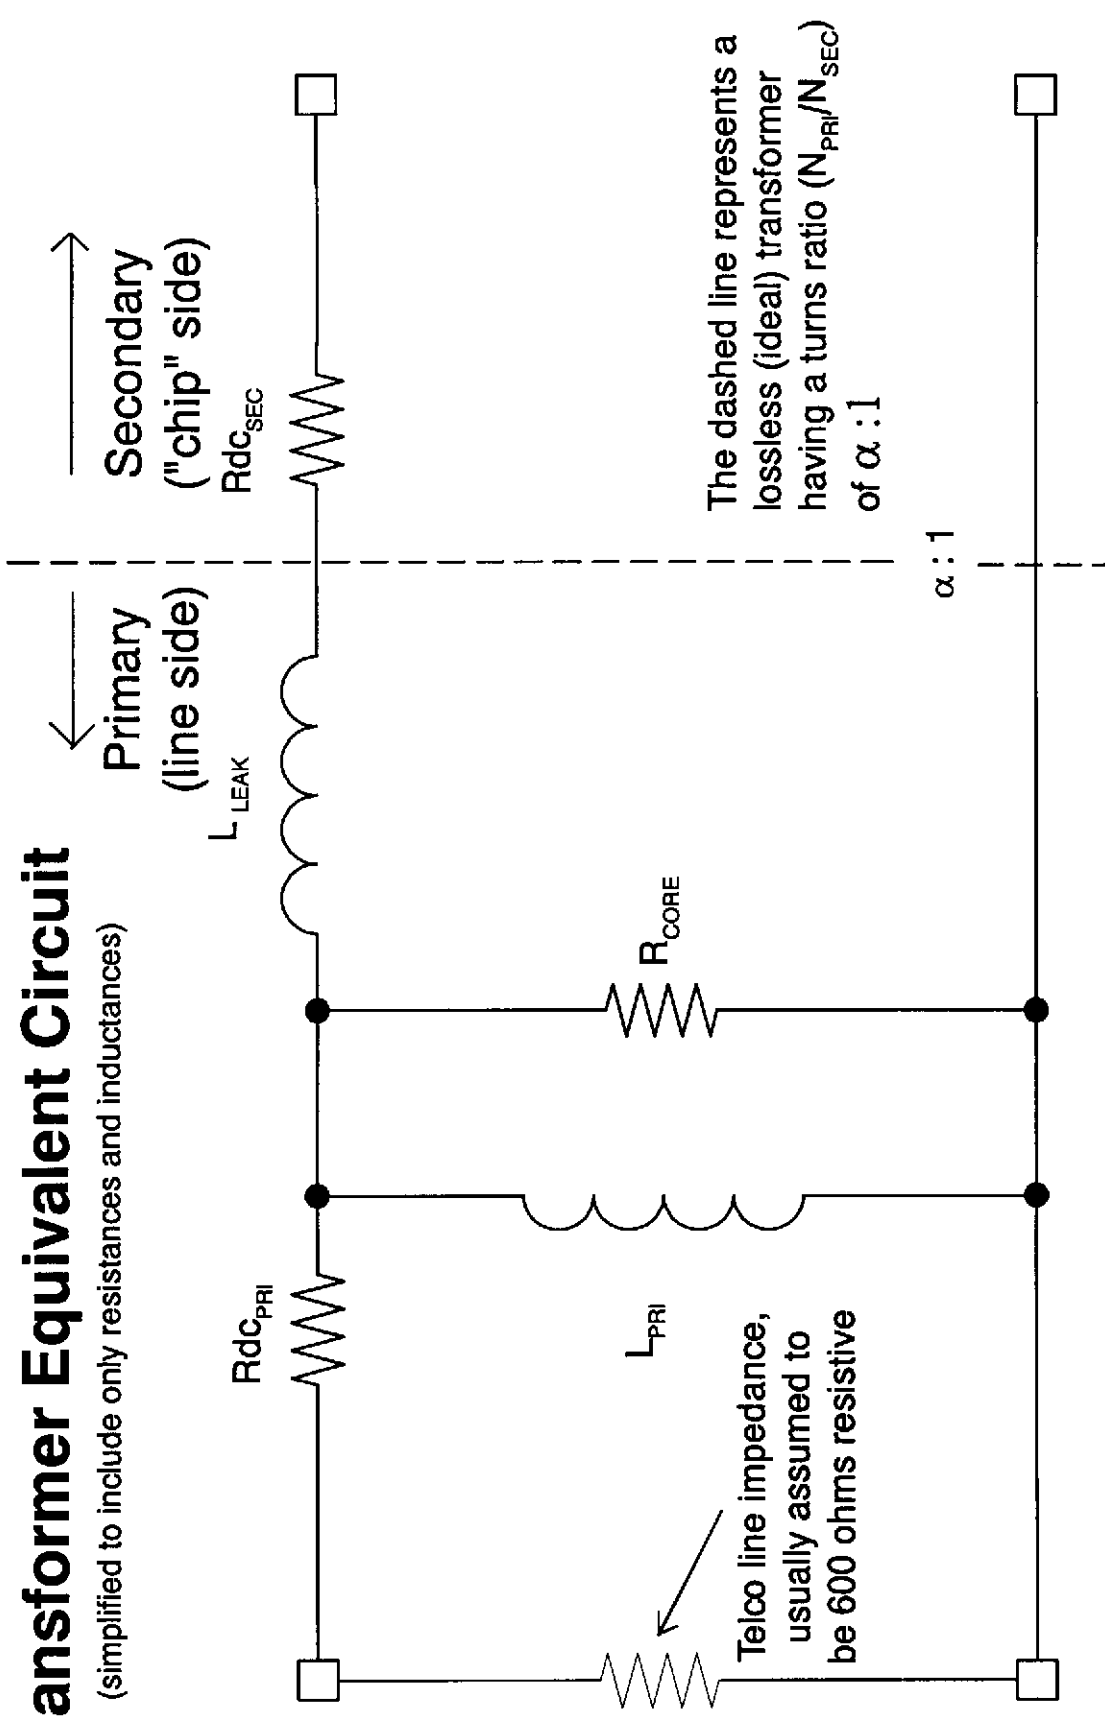 ansformer Equivalent Circuit
(simplified to include only resistances and inductances)
Primary
(line side)
Secondary
("chip" side)
Rdc_PRI
L_LEAK
Rdc_SEC
L_PRI
R_CORE
Telco line impedance,
usually assumed to
be 600 ohms resistive
The dashed line represents a
lossless (ideal) transformer
having a turns ratio (N_PRI/N_SEC)
of α :1
α : 1